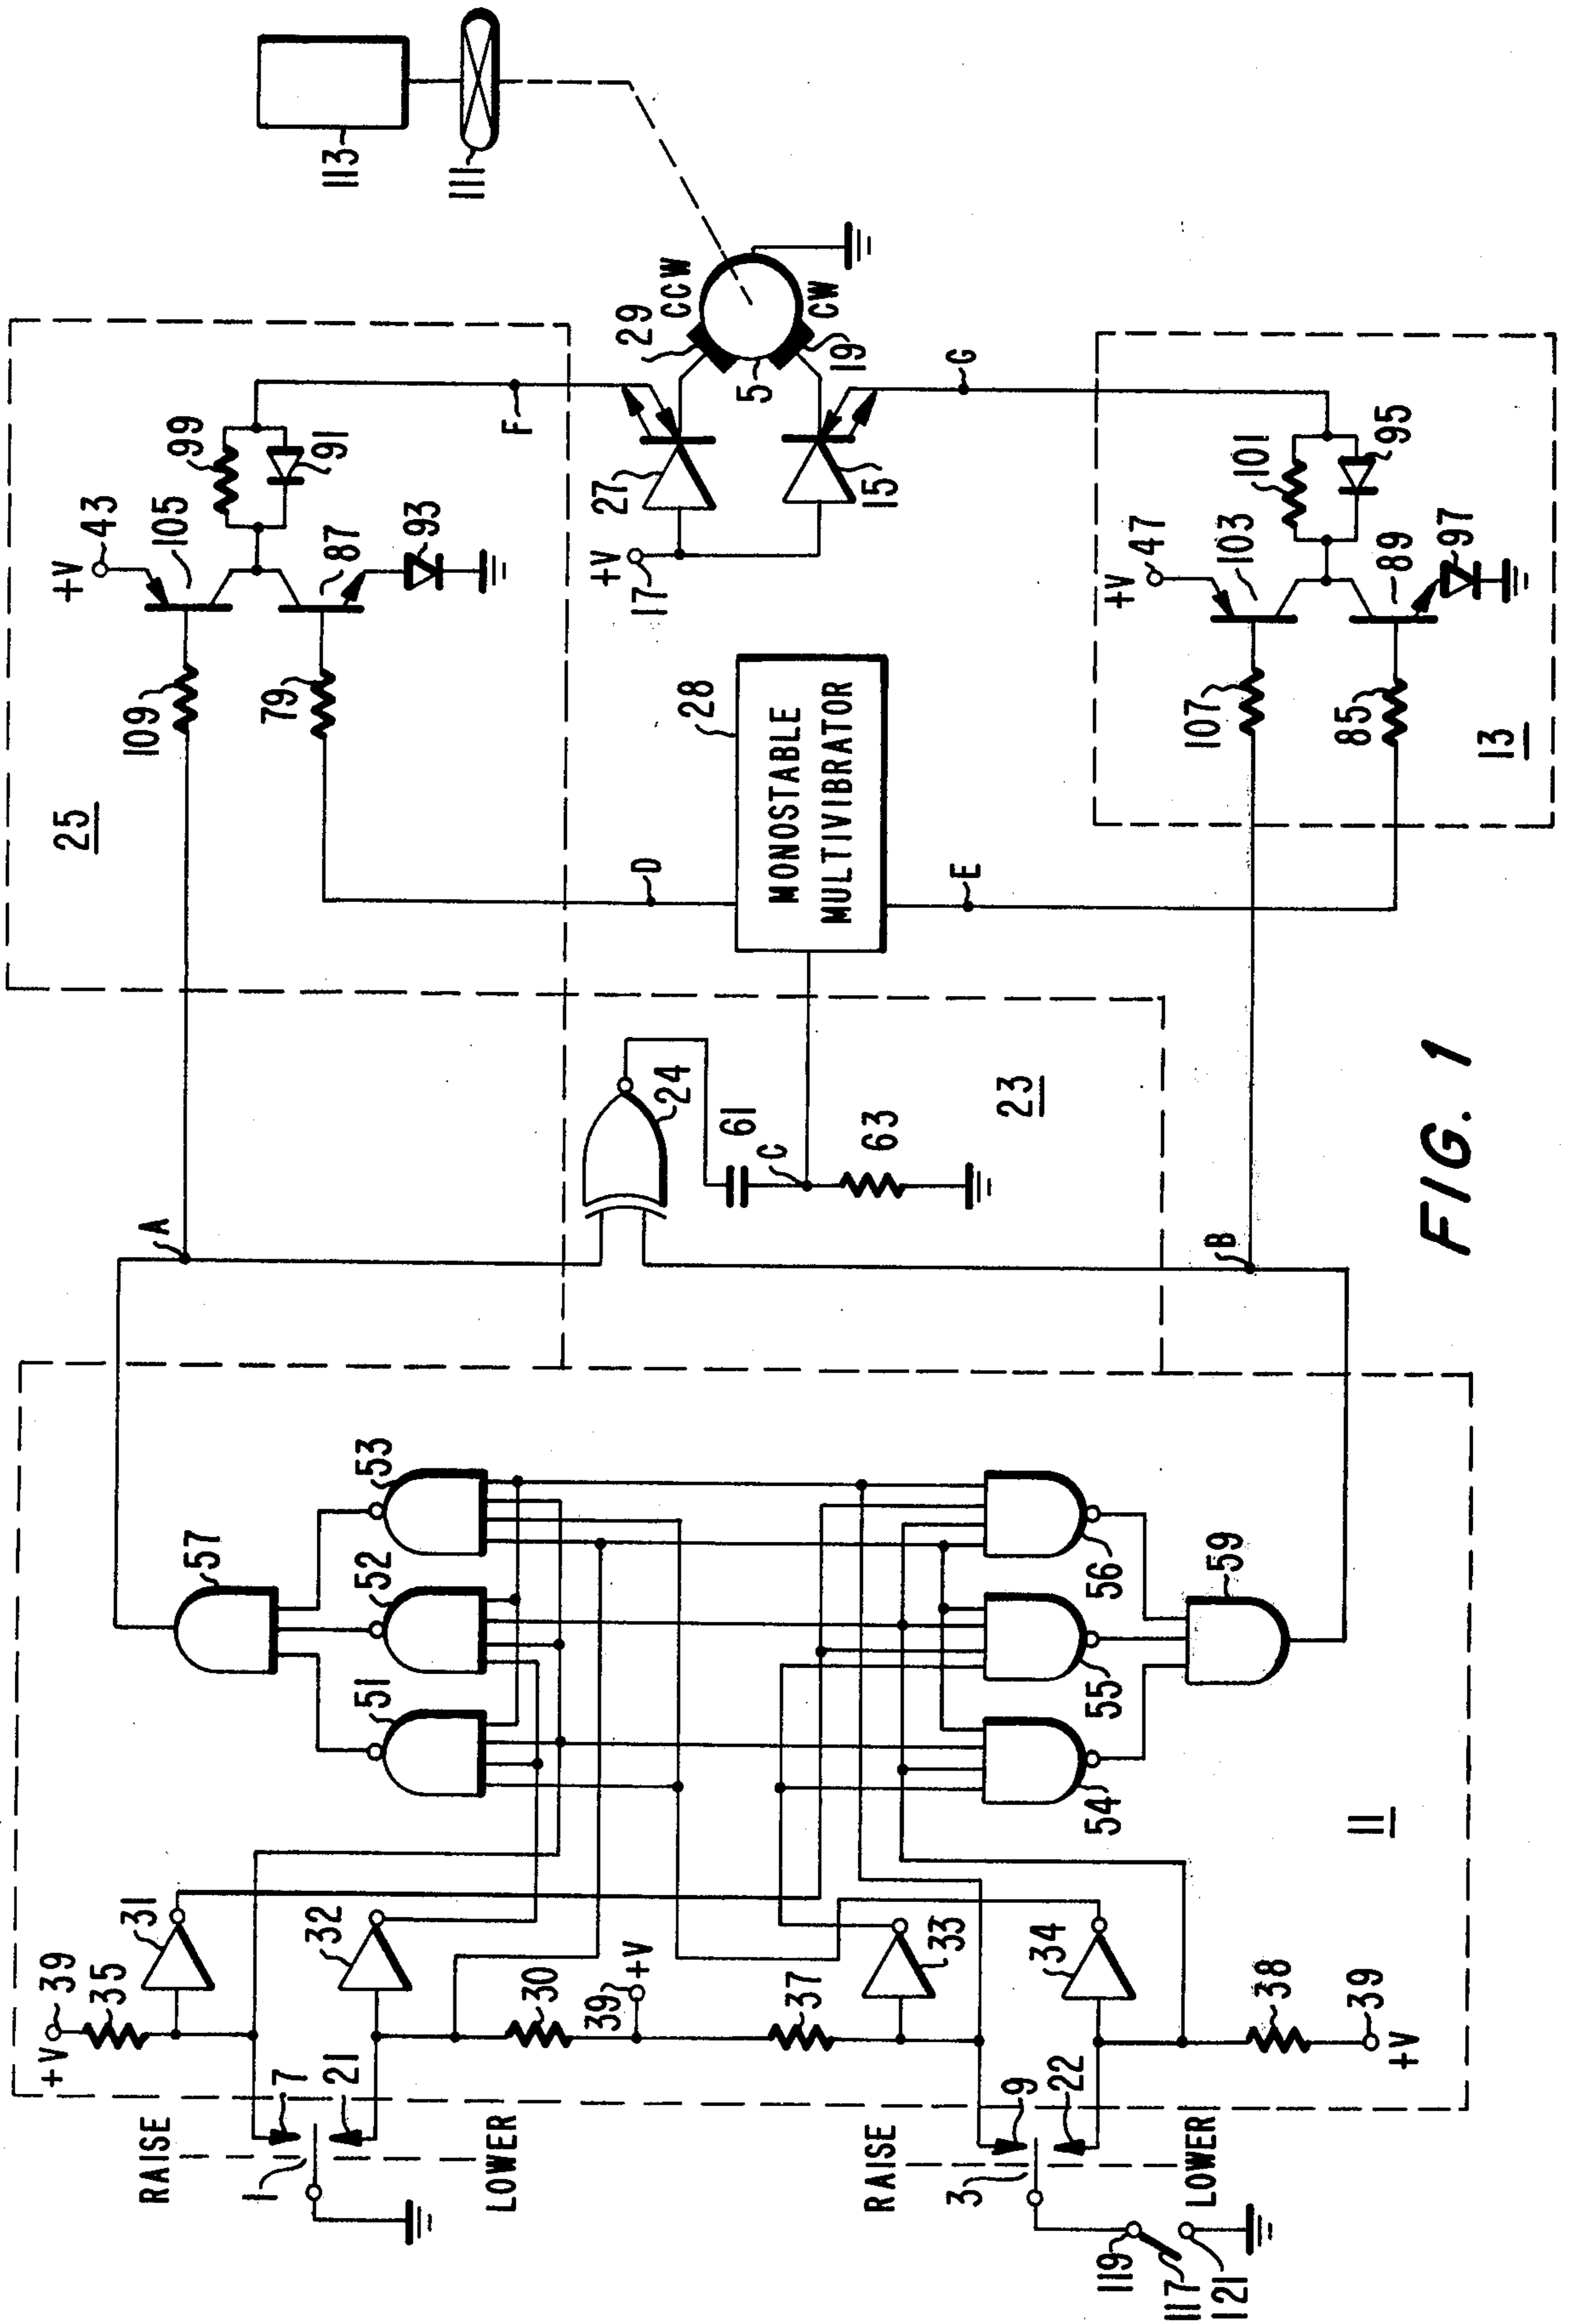 113
111
25
+V
43
105
109
99
91
79
87
93
F
+V
17
27
29
CCW
5
CW
19
15
G
D
28
MONOSTABLE
MULTIVIBRATOR
E
+V
47
103
107
101
95
85
89
97
13
A
24
61
C
63
23
B
57
51
52
53
54
55
56
59
11
+V
39
35
31
32
30
39
+V
37
33
34
38
39
+V
RAISE
1
7
21
LOWER
RAISE
3
9
22
LOWER
119
117
121
FIG. 1